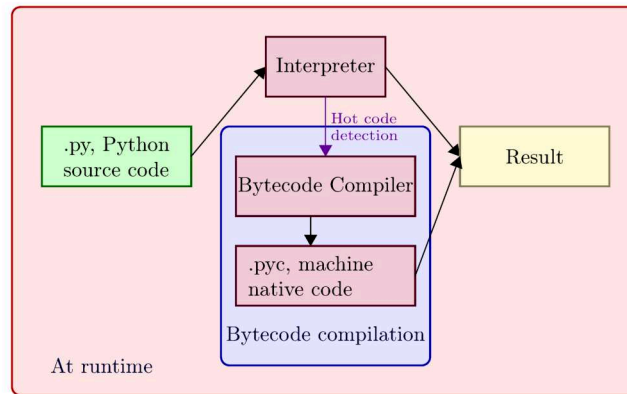 Interpreter
Hot code
detection
.py, Python
source code
Bytecode Compiler
Result
.pyc, machine
native code
Bytecode compilation
At runtime